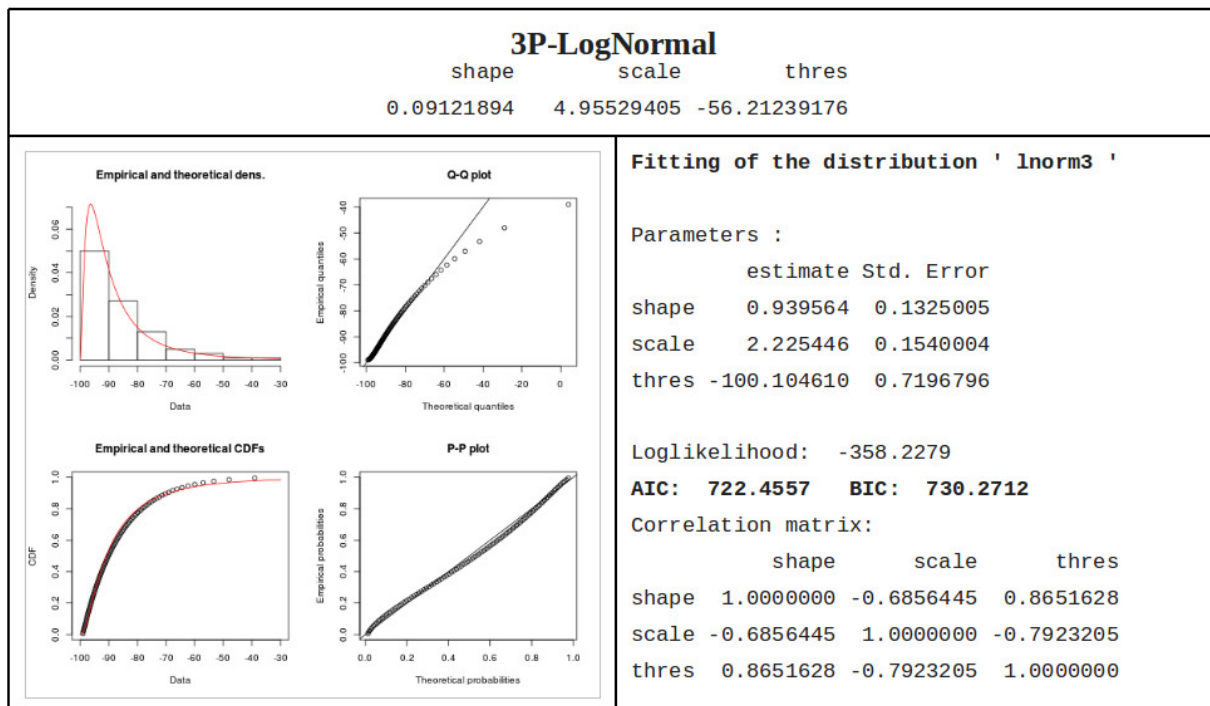 3P-LogNormal
shape scale thres
0.09121894 4.95529405 -56.21239176
Empirical and theoretical dens.
Density
0.00 0.02 0.04 0.06
-100 -90 -80 -70 -60 -50 -40 -30
Data
Q-Q plot
Empirical quantiles
-100 -90 -80 -70 -60 -50 -40
-100 -80 -60 -40 -20 0
Theoretical quantiles
Empirical and theoretical CDFs
CDF
0.0 0.2 0.4 0.6 0.8 1.0
-100 -90 -80 -70 -60 -50 -40 -30
Data
P-P plot
Empirical probabilities
0.0 0.2 0.4 0.6 0.8 1.0
0.0 0.2 0.4 0.6 0.8 1.0
Theoretical probabilities
Fitting of the distribution ' lnorm3 '
Parameters :
estimate Std. Error
shape 0.939564 0.1325005
scale 2.225446 0.1540004
thres -100.104610 0.7196796
Loglikelihood: -358.2279
AIC: 722.4557 BIC: 730.2712
Correlation matrix:
shape scale thres
shape 1.0000000 -0.6856445 0.8651628
scale -0.6856445 1.0000000 -0.7923205
thres 0.8651628 -0.7923205 1.0000000